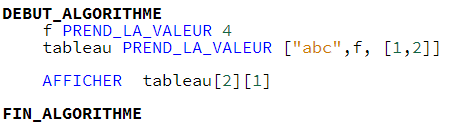 DEBUT_ALGORITHME
f PREND_LA_VALEUR 4
tableau PREND_LA_VALEUR ["abc",f, [1,2]]
AFFICHER tableau[2][1]
FIN_ALGORITHME